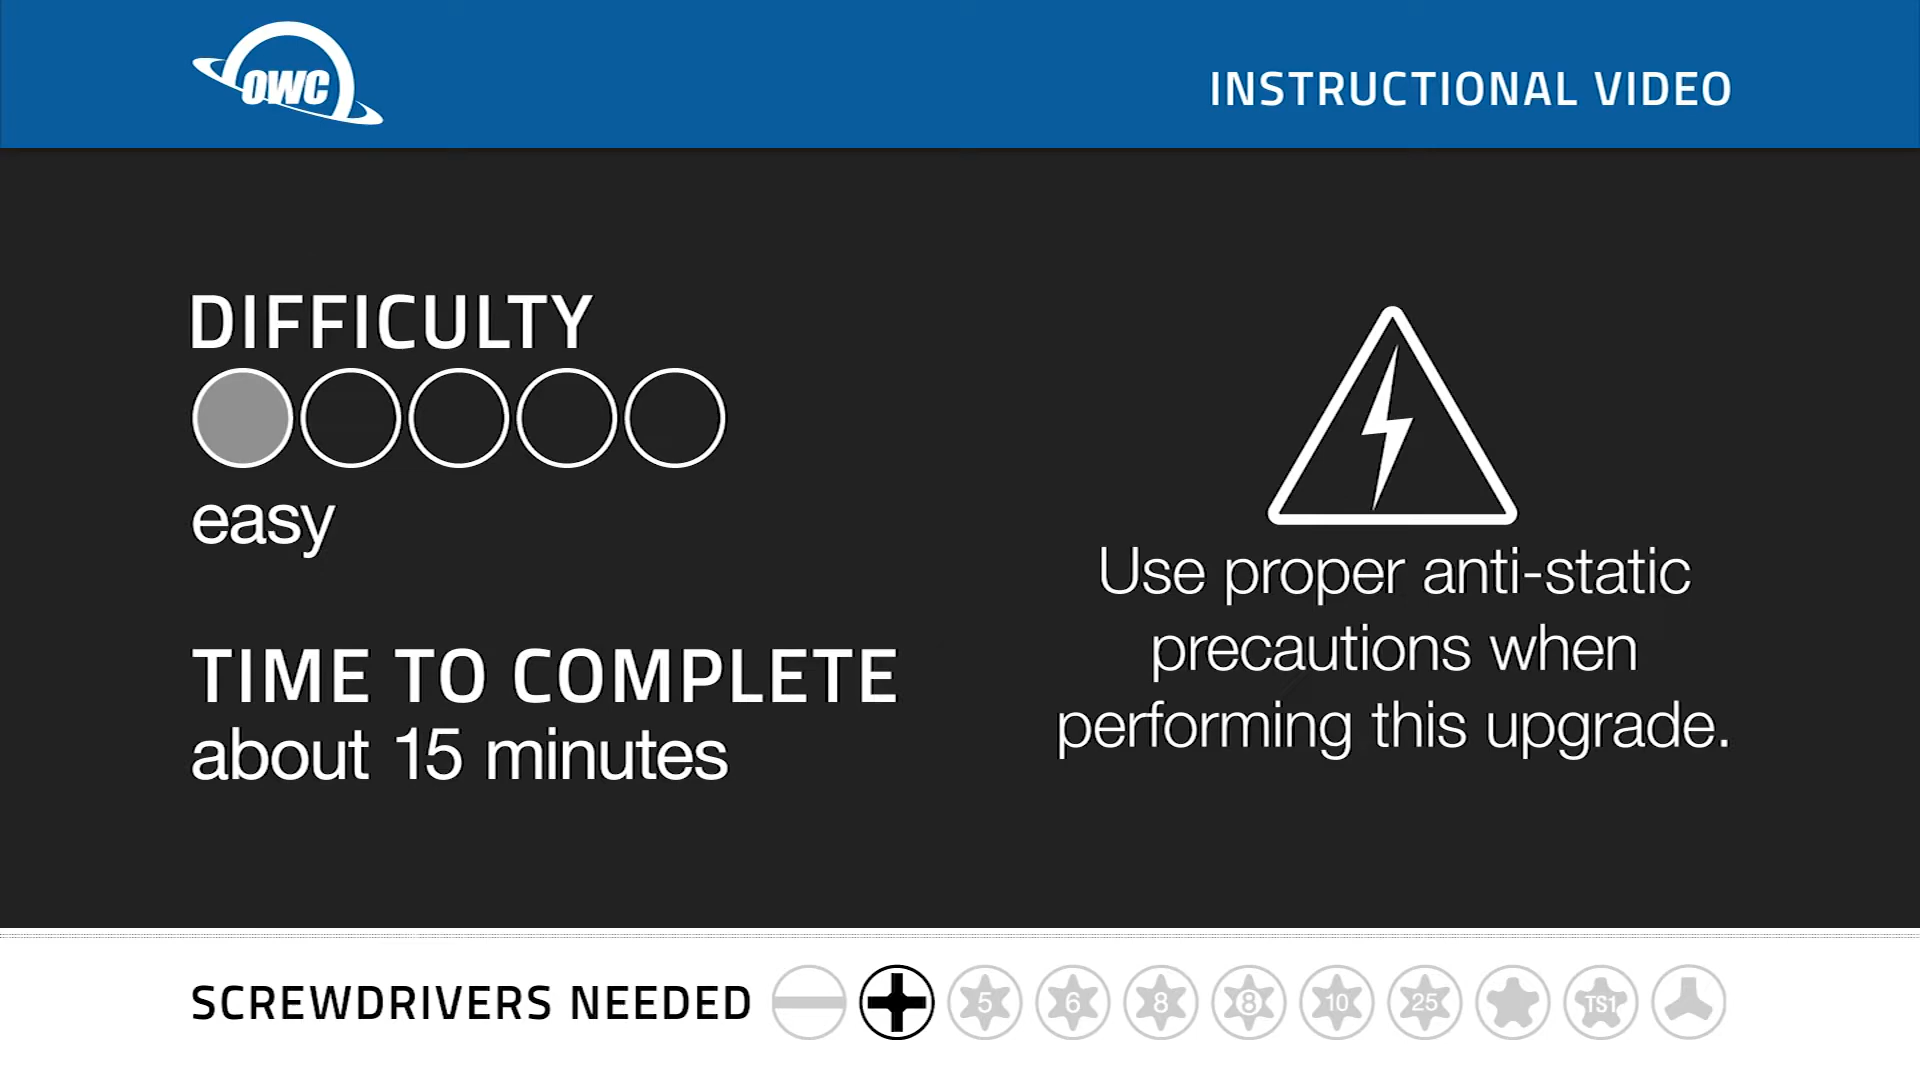 OWC
INSTRUCTIONAL VIDEO
DIFFICULTY
easy
TIME TO COMPLETE
about 15 minutes
Use proper anti-static
precautions when
performing this upgrade.
SCREWDRIVERS NEEDED
5 6 8 8 10 25 TS1